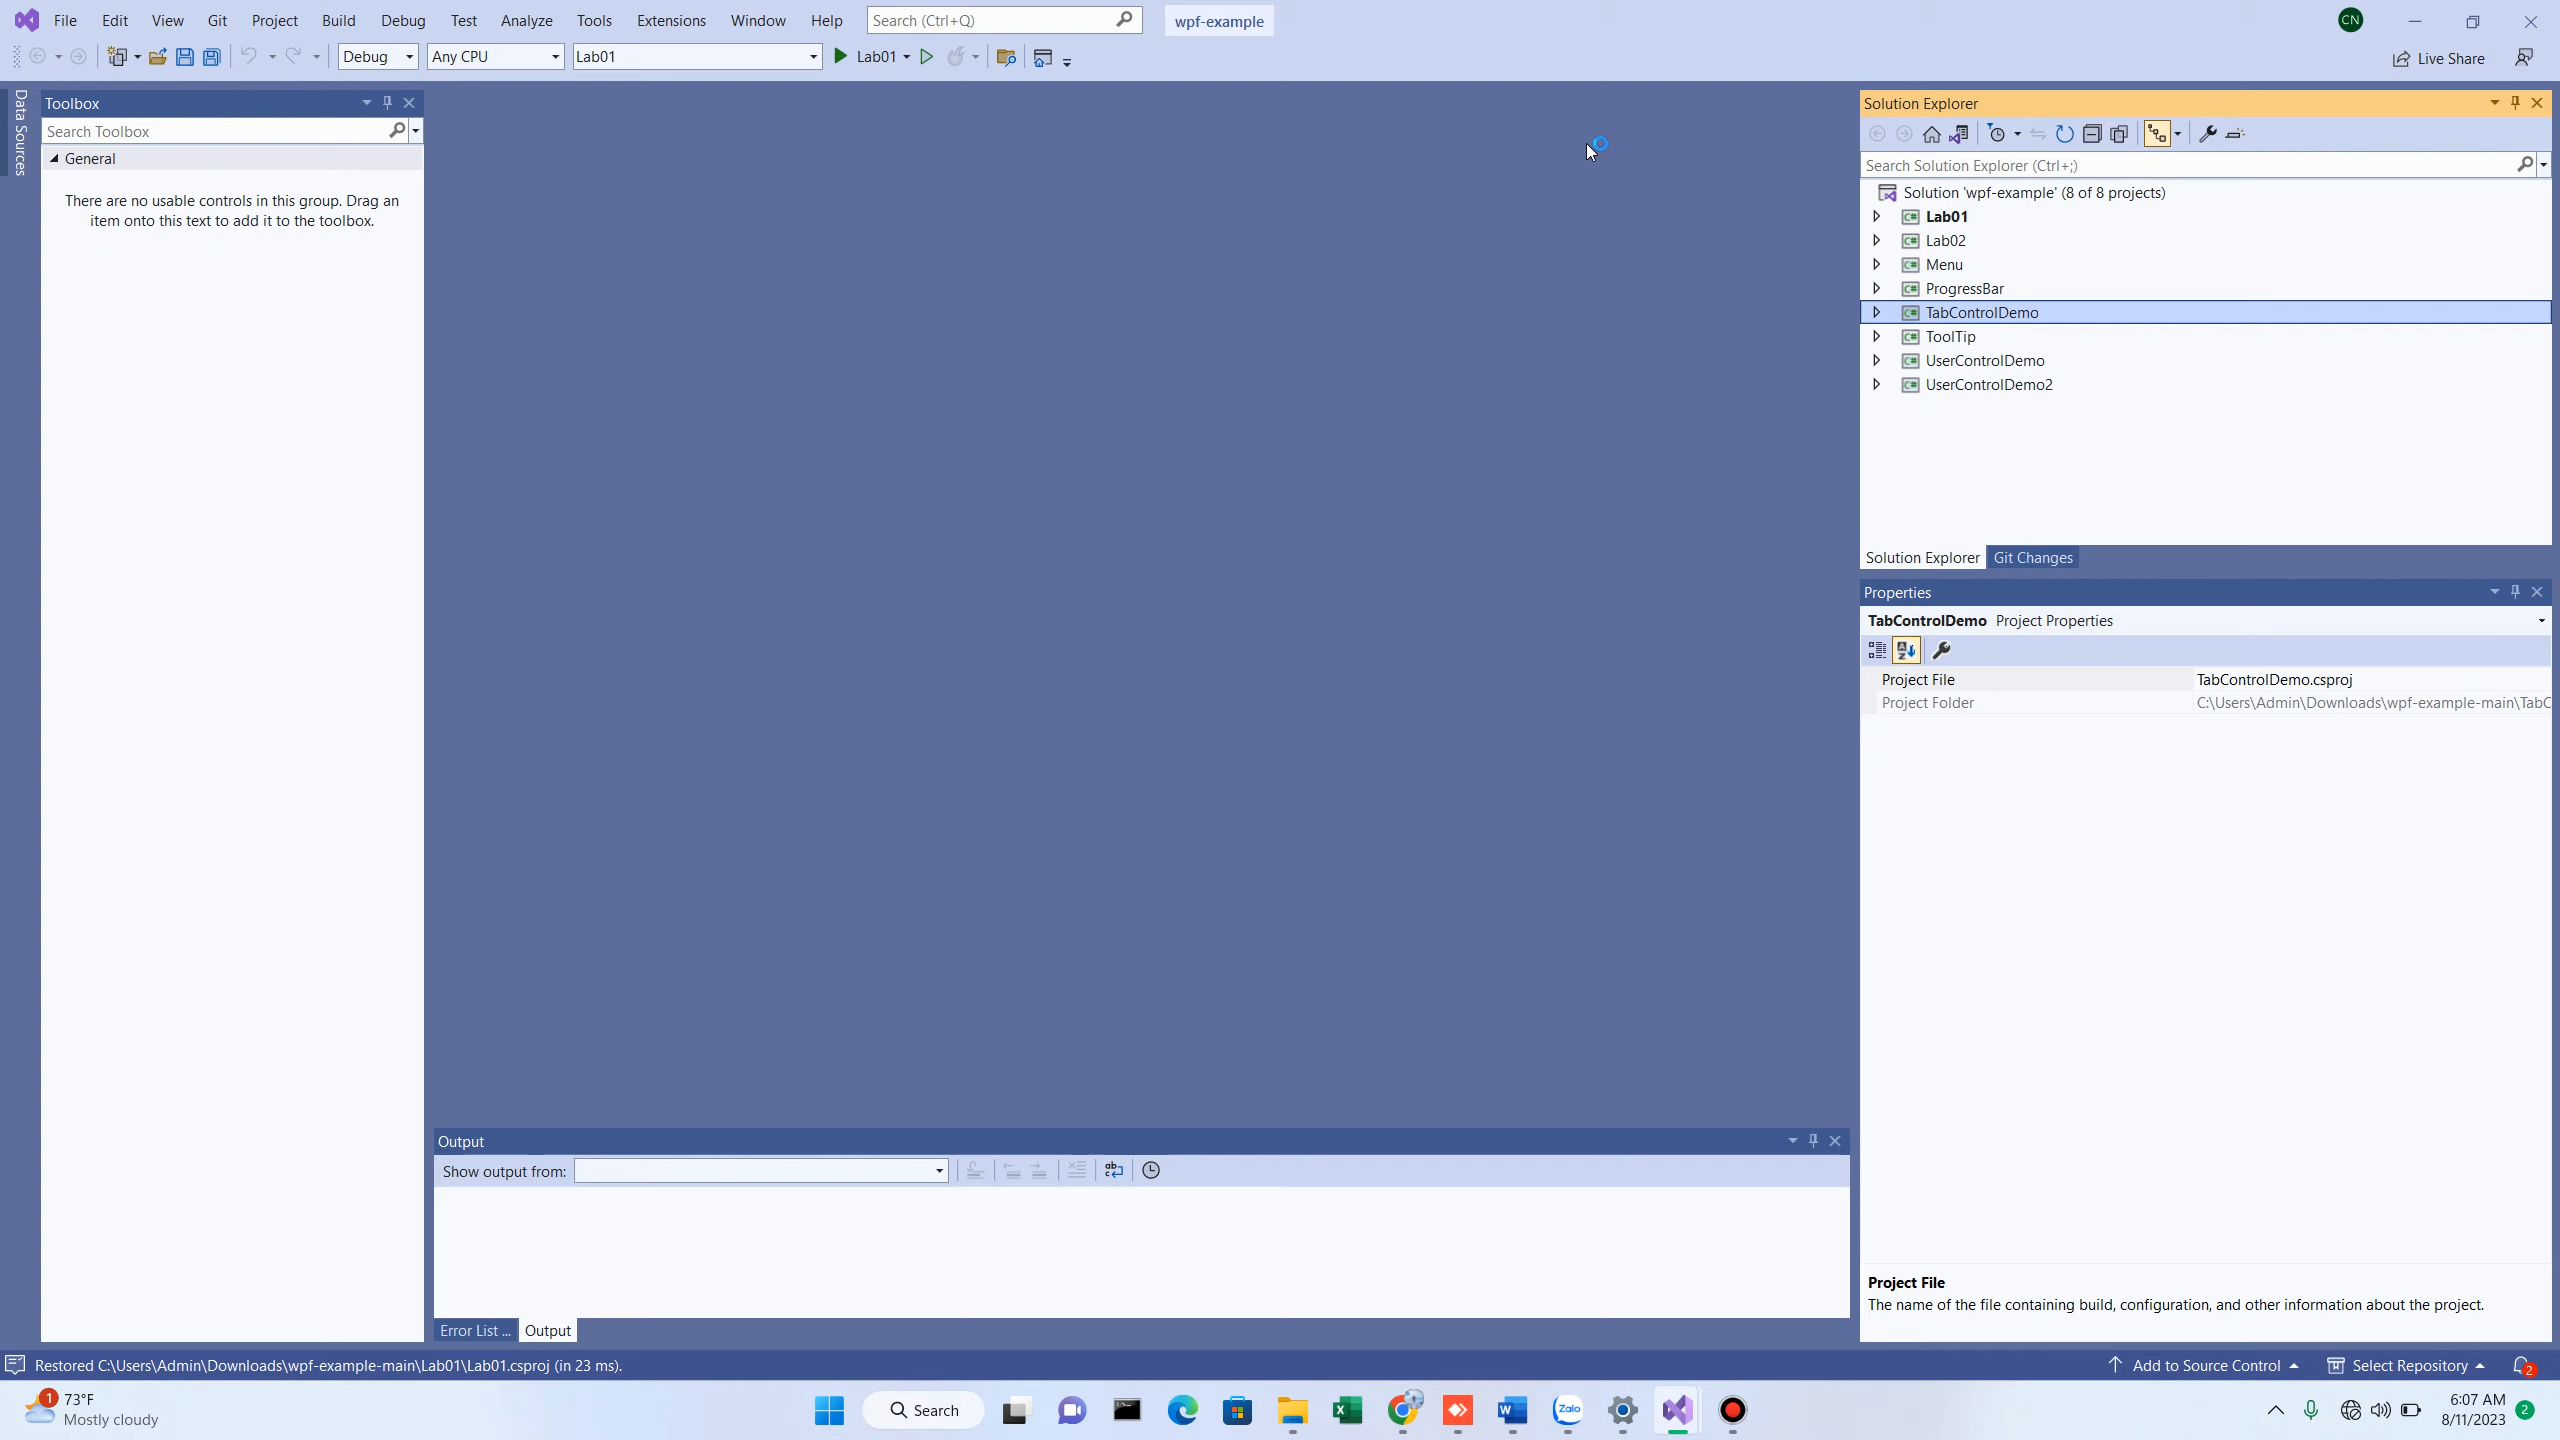 File Edit View Git Project Build Debug Test Analyze Tools Extensions Window Help Search (Ctrl+Q) wpf-example CN
Debug Any CPU Lab01 Lab01 Live Share
Data Sources
Toolbox
Search Toolbox
General
There are no usable controls in this group. Drag an
item onto this text to add it to the toolbox.
Solution Explorer
Search Solution Explorer (Ctrl+;)
Solution 'wpf-example' (8 of 8 projects)
Lab01
Lab02
Menu
ProgressBar
TabControlDemo
ToolTip
UserControlDemo
UserControlDemo2
Solution Explorer Git Changes
Properties
TabControlDemo Project Properties
Project File TabControlDemo.csproj
Project Folder C:\Users\Admin\Downloads\wpf-example-main\TabC
Project File
The name of the file containing build, configuration, and other information about the project.
Output
Show output from:
Error List ... Output
Restored C:\Users\Admin\Downloads\wpf-example-main\Lab01\Lab01.csproj (in 23 ms).
Add to Source Control Select Repository 2
1 73°F
Mostly cloudy
Search
Zalo
6:07 AM
8/11/2023
2